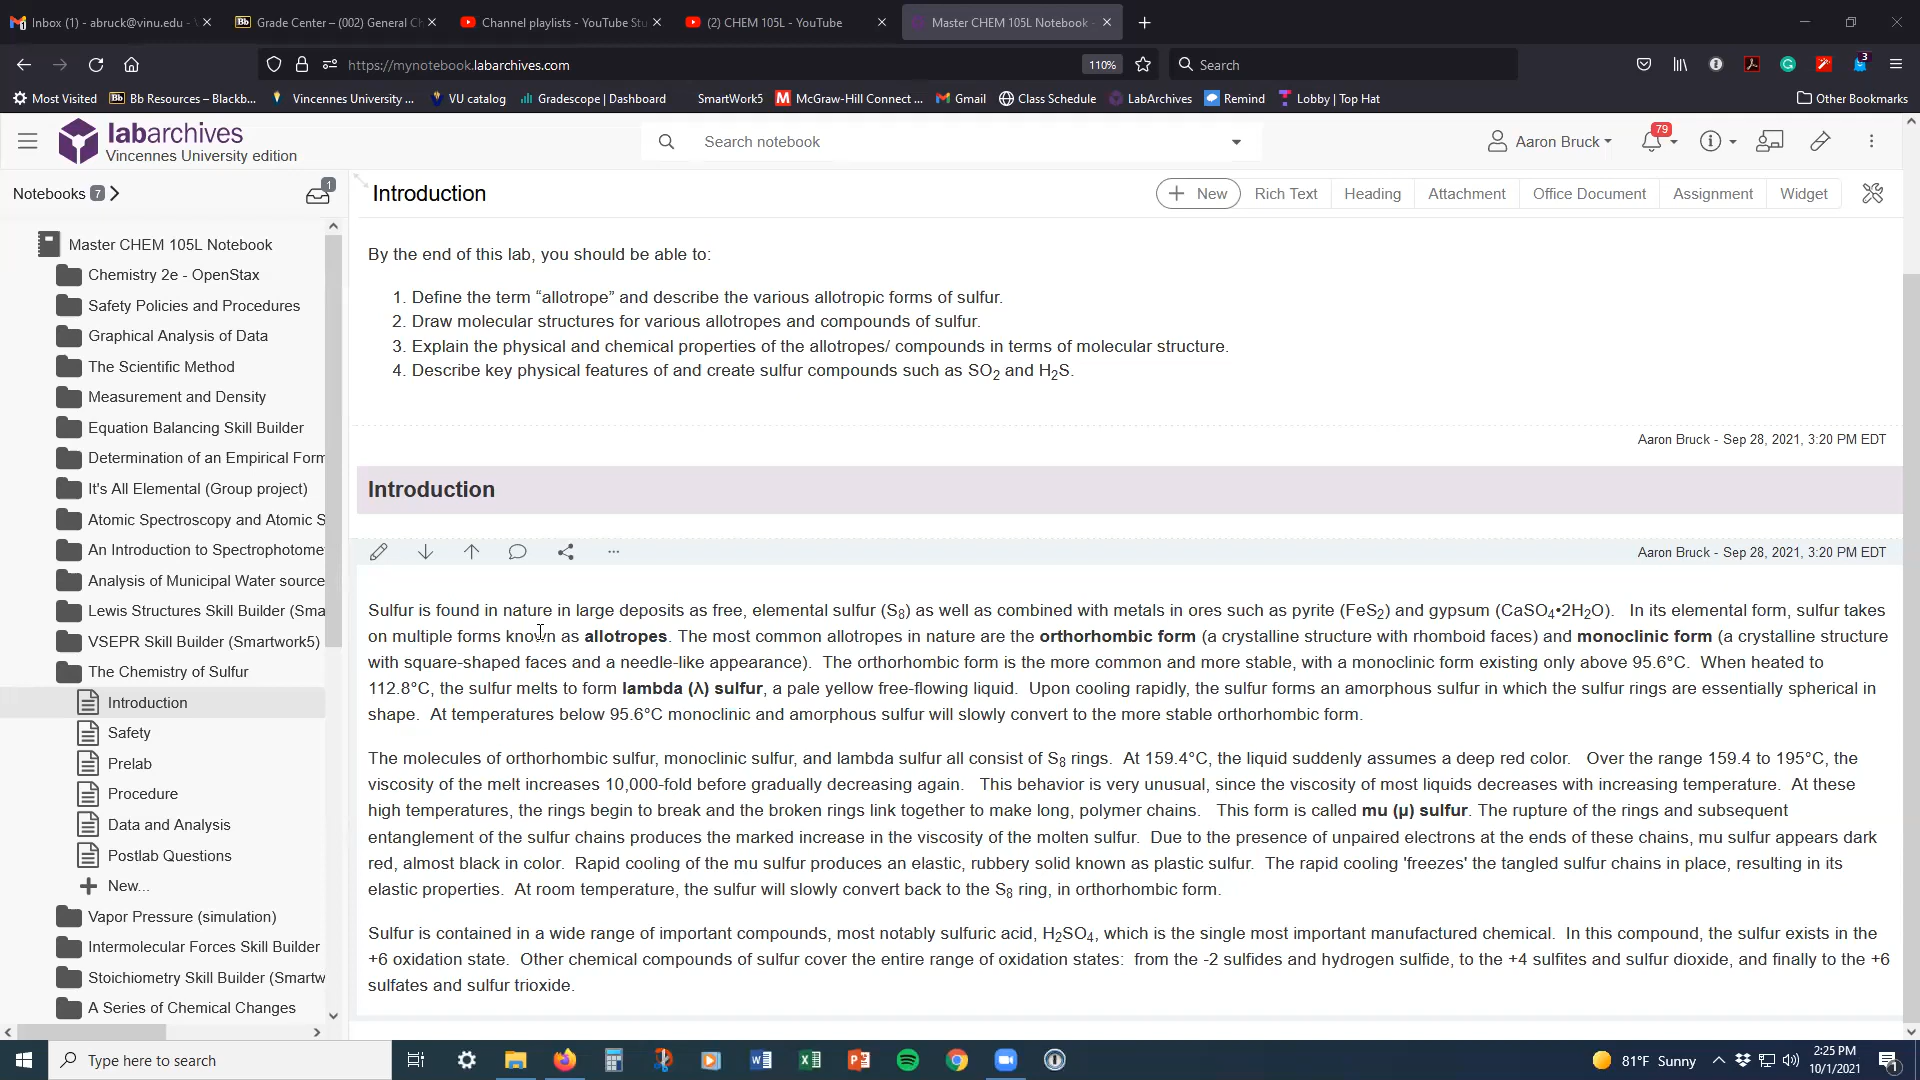 Inbox (1) - abruck@vinu.edu -
Grade Center – (002) General Ch
Channel playlists - YouTube Stu
(2) CHEM 105L - YouTube
Master CHEM 105L Notebook -
https://mynotebook.labarchives.com
110%
Search
3
Most Visited
Bb Resources – Blackb...
Vincennes University ...
VU catalog
Gradescope | Dashboard
SmartWork5
McGraw-Hill Connect ...
Gmail
Class Schedule
LabArchives
Remind
Lobby | Top Hat
Other Bookmarks
labarchives
Vincennes University edition
Search notebook
Aaron Bruck
79
Notebooks 7
1
Introduction
New
Rich Text
Heading
Attachment
Office Document
Assignment
Widget
Master CHEM 105L Notebook
Chemistry 2e - OpenStax
Safety Policies and Procedures
Graphical Analysis of Data
The Scientific Method
Measurement and Density
Equation Balancing Skill Builder
Determination of an Empirical Form
It's All Elemental (Group project)
Atomic Spectroscopy and Atomic S
An Introduction to Spectrophotome
Analysis of Municipal Water source
Lewis Structures Skill Builder (Sma
VSEPR Skill Builder (Smartwork5)
The Chemistry of Sulfur
Introduction
Safety
Prelab
Procedure
Data and Analysis
Postlab Questions
New...
Vapor Pressure (simulation)
Intermolecular Forces Skill Builder
Stoichiometry Skill Builder (Smartw
A Series of Chemical Changes
By the end of this lab, you should be able to:
1. Define the term “allotrope” and describe the various allotropic forms of sulfur.
2. Draw molecular structures for various allotropes and compounds of sulfur.
3. Explain the physical and chemical properties of the allotropes/ compounds in terms of molecular structure.
4. Describe key physical features of and create sulfur compounds such as SO₂ and H₂S.
Aaron Bruck - Sep 28, 2021, 3:20 PM EDT
Introduction
Aaron Bruck - Sep 28, 2021, 3:20 PM EDT
Sulfur is found in nature in large deposits as free, elemental sulfur (S₈) as well as combined with metals in ores such as pyrite (FeS₂) and gypsum (CaSO₄•2H₂O). In its elemental form, sulfur takes
on multiple forms known as allotropes. The most common allotropes in nature are the orthorhombic form (a crystalline structure with rhomboid faces) and monoclinic form (a crystalline structure
with square-shaped faces and a needle-like appearance). The orthorhombic form is the more common and more stable, with a monoclinic form existing only above 95.6°C. When heated to
112.8°C, the sulfur melts to form lambda (λ) sulfur, a pale yellow free-flowing liquid. Upon cooling rapidly, the sulfur forms an amorphous sulfur in which the sulfur rings are essentially spherical in
shape. At temperatures below 95.6°C monoclinic and amorphous sulfur will slowly convert to the more stable orthorhombic form.
The molecules of orthorhombic sulfur, monoclinic sulfur, and lambda sulfur all consist of S₈ rings. At 159.4°C, the liquid suddenly assumes a deep red color. Over the range 159.4 to 195°C, the
viscosity of the melt increases 10,000-fold before gradually decreasing again. This behavior is very unusual, since the viscosity of most liquids decreases with increasing temperature. At these
high temperatures, the rings begin to break and the broken rings link together to make long, polymer chains. This form is called mu (μ) sulfur. The rupture of the rings and subsequent
entanglement of the sulfur chains produces the marked increase in the viscosity of the molten sulfur. Due to the presence of unpaired electrons at the ends of these chains, mu sulfur appears dark
red, almost black in color. Rapid cooling of the mu sulfur produces an elastic, rubbery solid known as plastic sulfur. The rapid cooling 'freezes' the tangled sulfur chains in place, resulting in its
elastic properties. At room temperature, the sulfur will slowly convert back to the S₈ ring, in orthorhombic form.
Sulfur is contained in a wide range of important compounds, most notably sulfuric acid, H₂SO₄, which is the single most important manufactured chemical. In this compound, the sulfur exists in the
+6 oxidation state. Other chemical compounds of sulfur cover the entire range of oxidation states: from the -2 sulfides and hydrogen sulfide, to the +4 sulfites and sulfur dioxide, and finally to the +6
sulfates and sulfur trioxide.
Type here to search
81°F Sunny
2:25 PM
10/1/2021
1